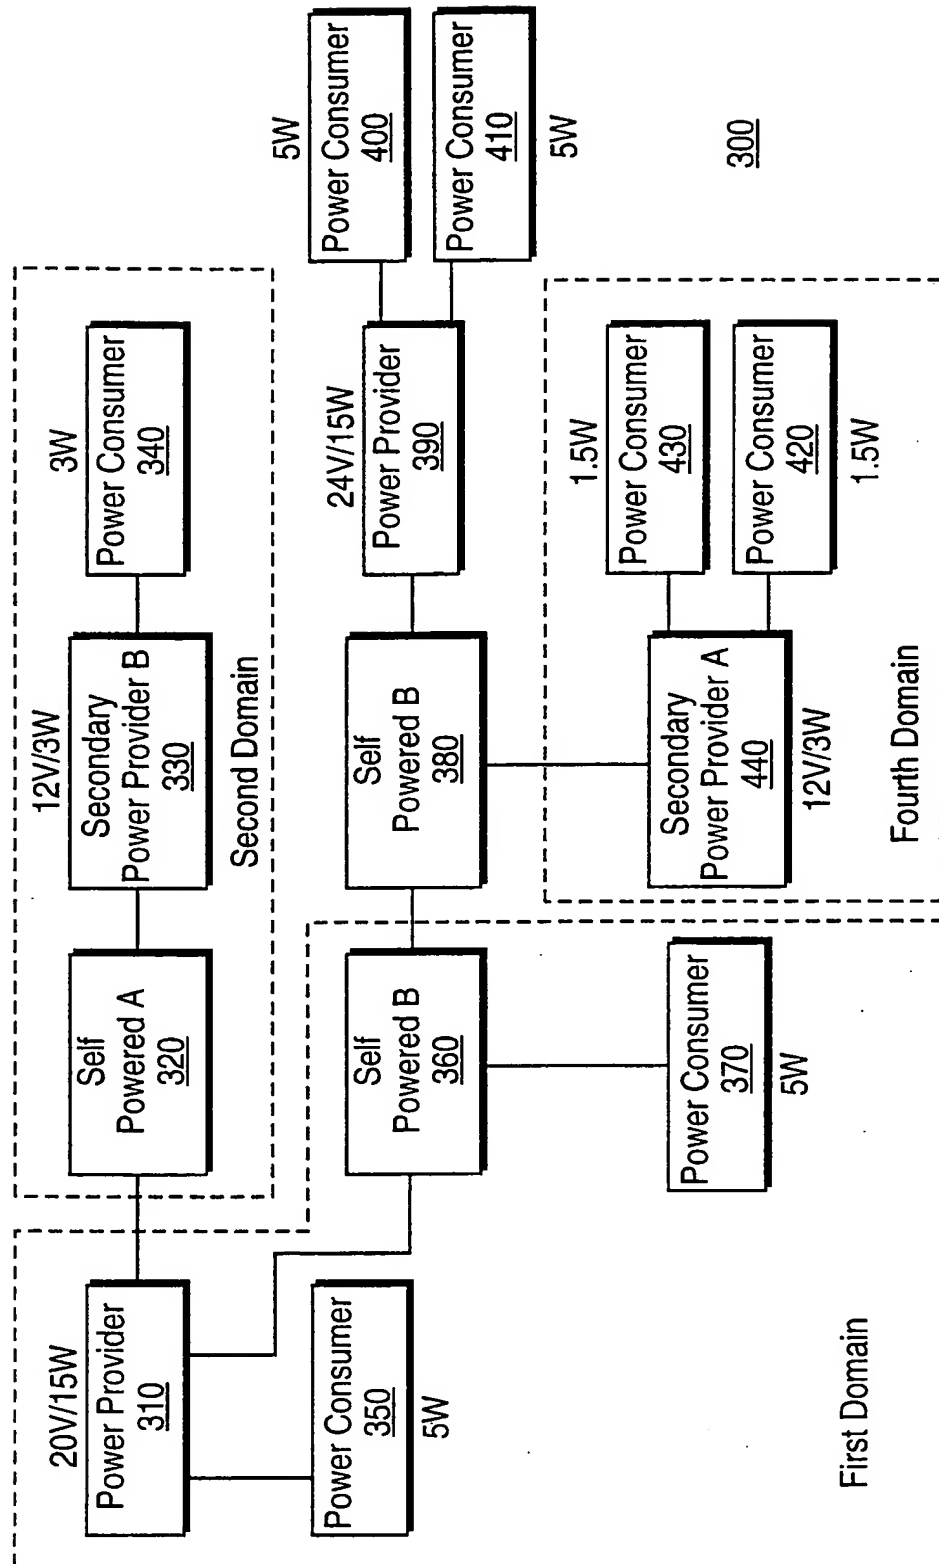 20V/15W
Power Provider
310
Self
Powered A
320
12V/3W
Secondary
Power Provider B
330
3W
Power Consumer
340
Second Domain
Power Consumer
350
5W
Self
Powered B
360
Self
Powered B
380
24V/15W
Power Provider
390
5W
Power Consumer
400
Power Consumer
410
5W
Power Consumer
370
5W
Secondary
Power Provider A
440
12V/3W
1.5W
Power Consumer
430
Power Consumer
420
1.5W
Fourth Domain
First Domain
300